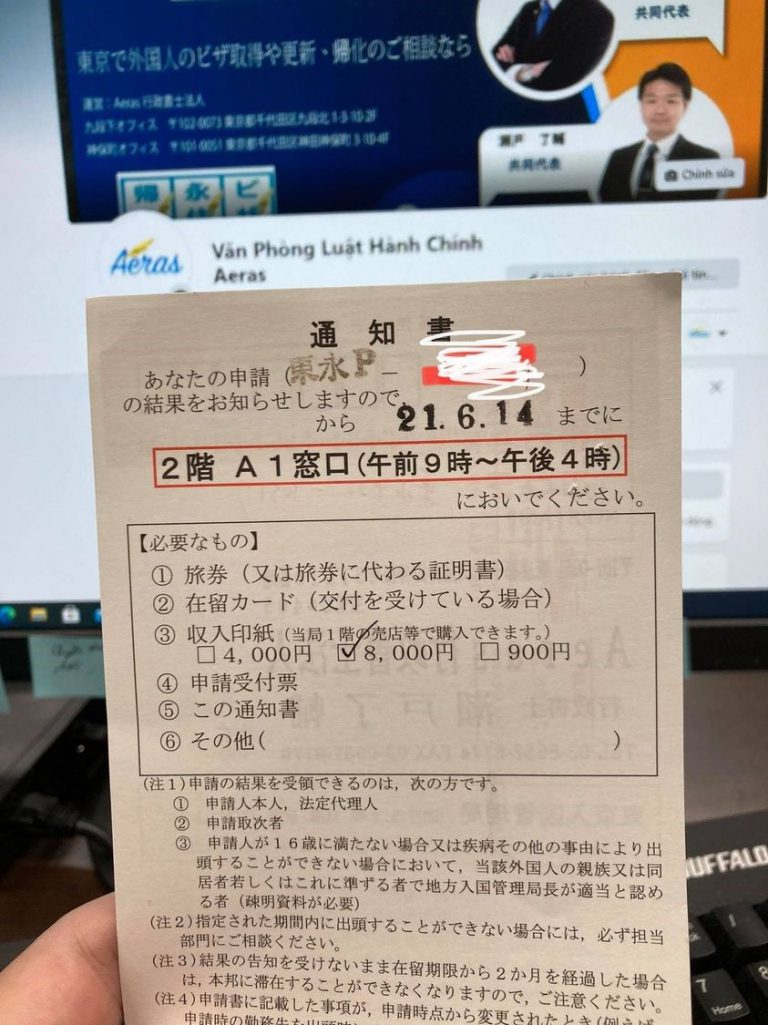 共同代表
東京で外国人のビザ取得や更新・帰化のご相談なら
運営:Aeras 行政書士法人
九段下オフィス 〒102-0073 東京都千代田区九段北1-3-10-2F
神保町オフィス 〒101-0051 東京都千代田区神田神保町3-10-4F
瀬戸 丁輔
共同代表
Chỉnh sửa
帰 永 ビ
Aeras
Văn Phòng Luật Hành Chính
Aeras
通知書
あなたの申請(東永P-)
の結果をお知らせしますので、
から 21.6.14 までに
2階 A1窓口(午前9時~午後4時)
においでください。
【必要なもの】
① 旅券(又は旅券に代わる証明書)
② 在留カード(交付を受けている場合)
③ 収入印紙(当局1階の売店等で購入できます。)
□4,000円 ☑8,000円 □900円
④ 申請受付票
⑤ この通知書
⑥ その他( )
(注1)申請の結果を受領できるのは,次の方です。
① 申請人本人,法定代理人
② 申請取次者
③ 申請人が16歳に満たない場合又は疾病その他の事由により出
頭することができない場合において,当該外国人の親族又は同
居者若しくはこれに準ずる者で地方入国管理局長が適当と認め
る者(疎明資料が必要)
(注2)指定された期間内に出頭することができない場合には,必ず担当
部門にご相談ください。
(注3)結果の告知を受けないまま在留期限から2か月を経過した場合
は,本邦に滞在することができなくなりますので,ご注意ください。
(注4)申請書に記載した事項が,申請時点から変更されたとき(例えば
BUFFALO
7
Home